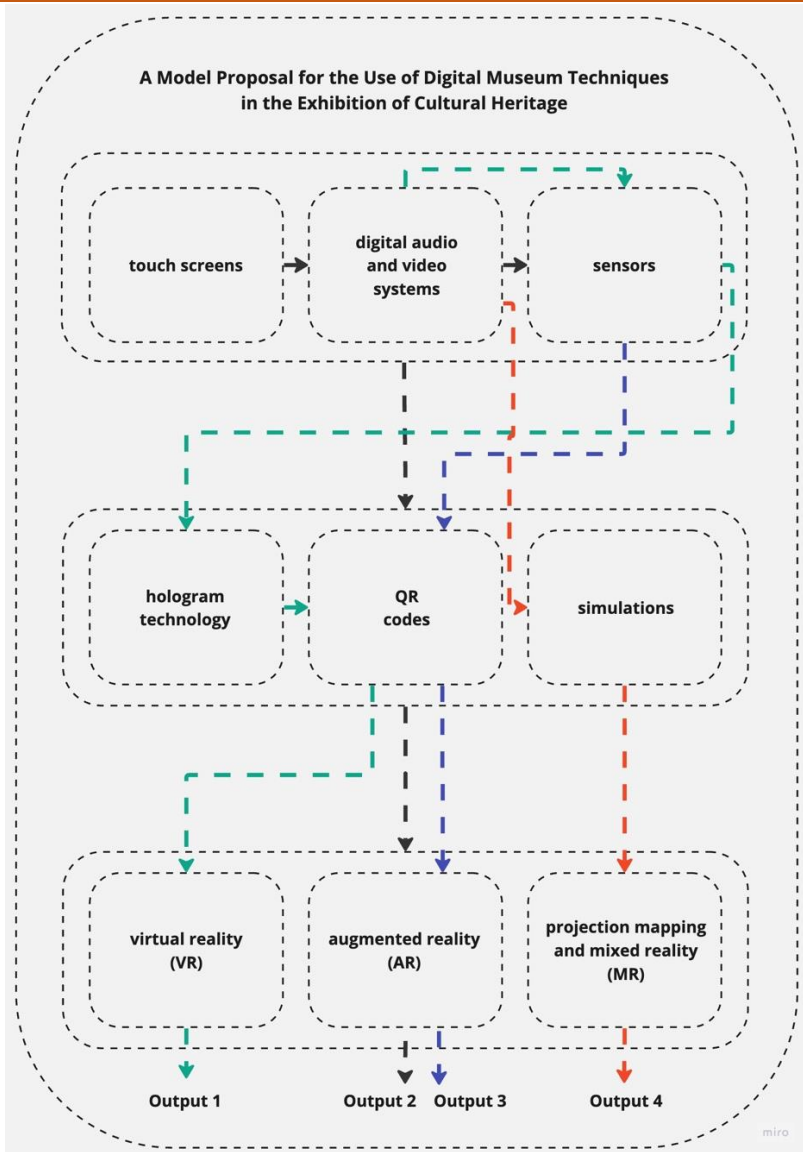 A Model Proposal for the Use of Digital Museum Techniques
in the Exhibition of Cultural Heritage
touch screens
digital audio
and video
systems
sensors
hologram
technology
QR
codes
simulations
virtual reality
(VR)
augmented reality
(AR)
projection mapping
and mixed reality
(MR)
Output 1
Output 2
Output 3
Output 4
miro